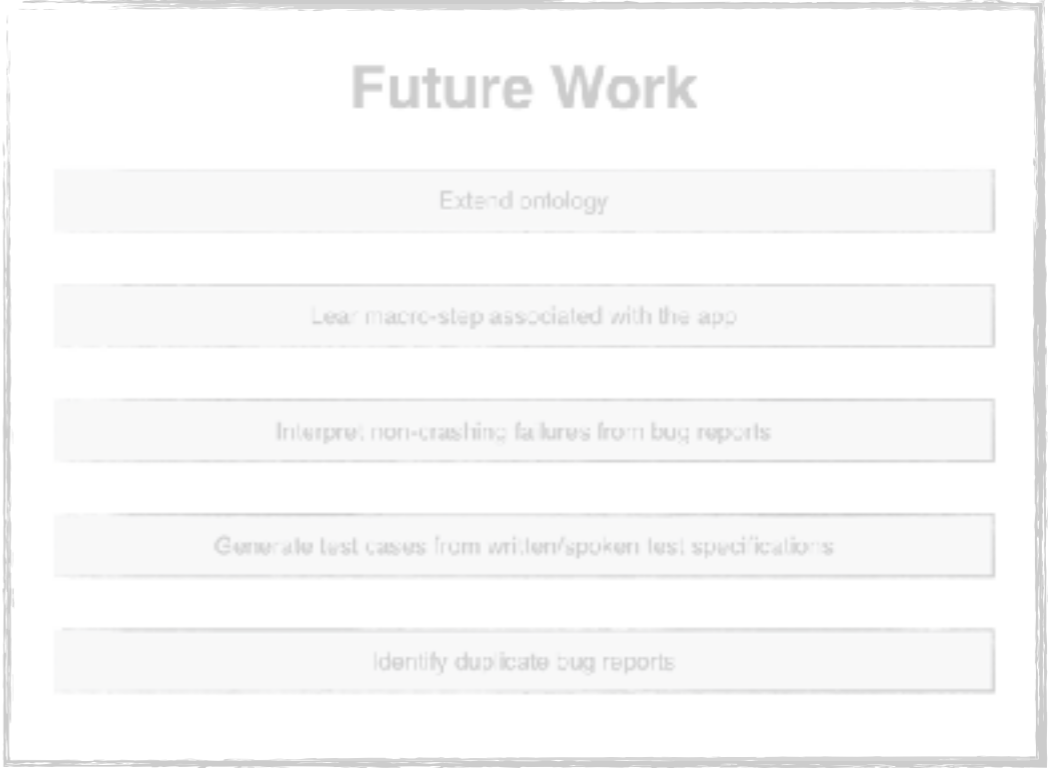 Future Work
Extend ontology
Lear macro-step associated with the app
Interpret non-crashing failures from bug reports
Generate test cases from written/spoken test specifications
Identify duplicate bug reports